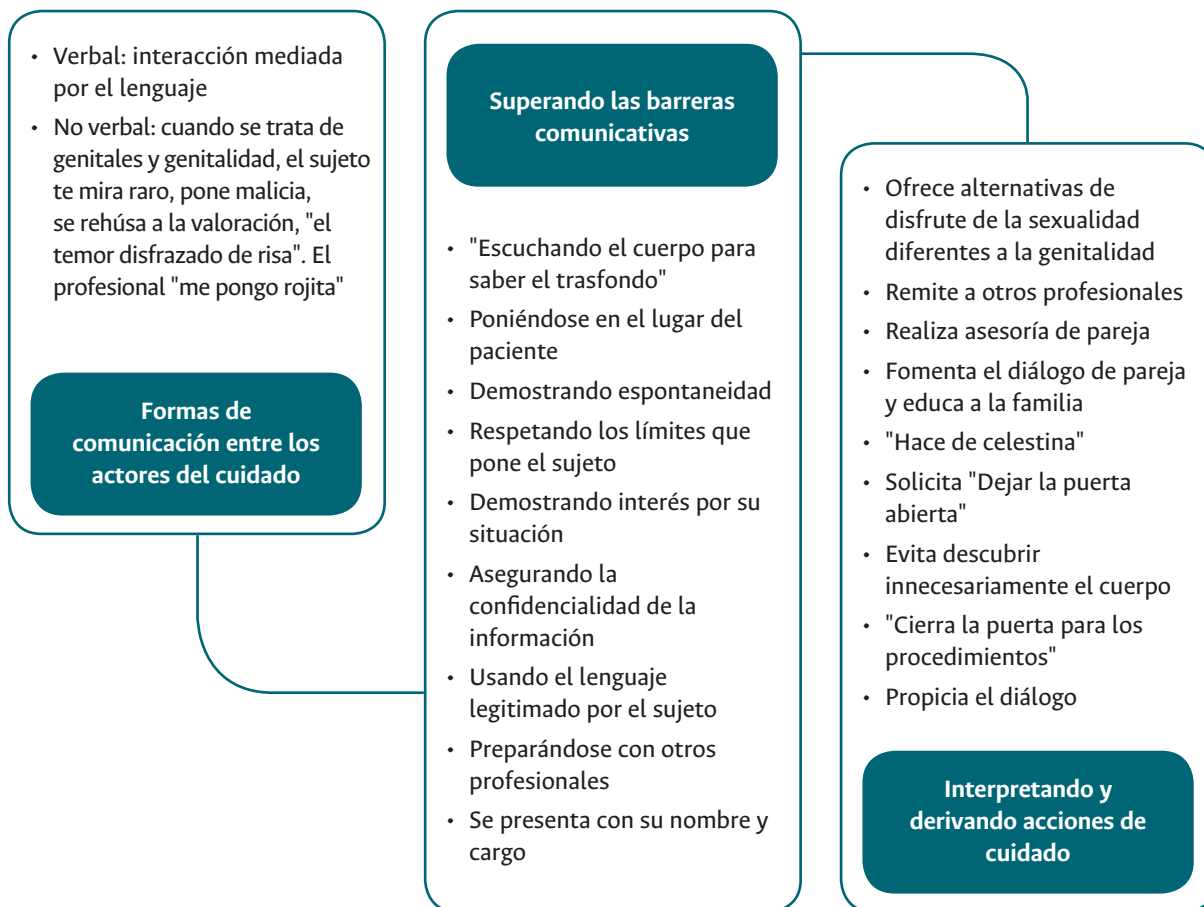 • Verbal: interacción mediada
por el lenguaje
• No verbal: cuando se trata de
genitales y genitalidad, el sujeto
te mira raro, pone malicia,
se rehúsa a la valoración, "el
temor disfrazado de risa". El
profesional "me pongo rojita"
Formas de
comunicación entre los
actores del cuidado
Superando las barreras
comunicativas
• "Escuchando el cuerpo para
saber el trasfondo"
• Poniéndose en el lugar del
paciente
• Demostrando espontaneidad
• Respetando los límites que
pone el sujeto
• Demostrando interés por su
situación
• Asegurando la
confidencialidad de la
información
• Usando el lenguaje
legitimado por el sujeto
• Preparándose con otros
profesionales
• Se presenta con su nombre y
cargo
• Ofrece alternativas de
disfrute de la sexualidad
diferentes a la genitalidad
• Remite a otros profesionales
• Realiza asesoría de pareja
• Fomenta el diálogo de pareja
y educa a la familia
• "Hace de celestina"
• Solicita "Dejar la puerta
abierta"
• Evita descubrir
innecesariamente el cuerpo
• "Cierra la puerta para los
procedimientos"
• Propicia el diálogo
Interpretando y
derivando acciones de
cuidado